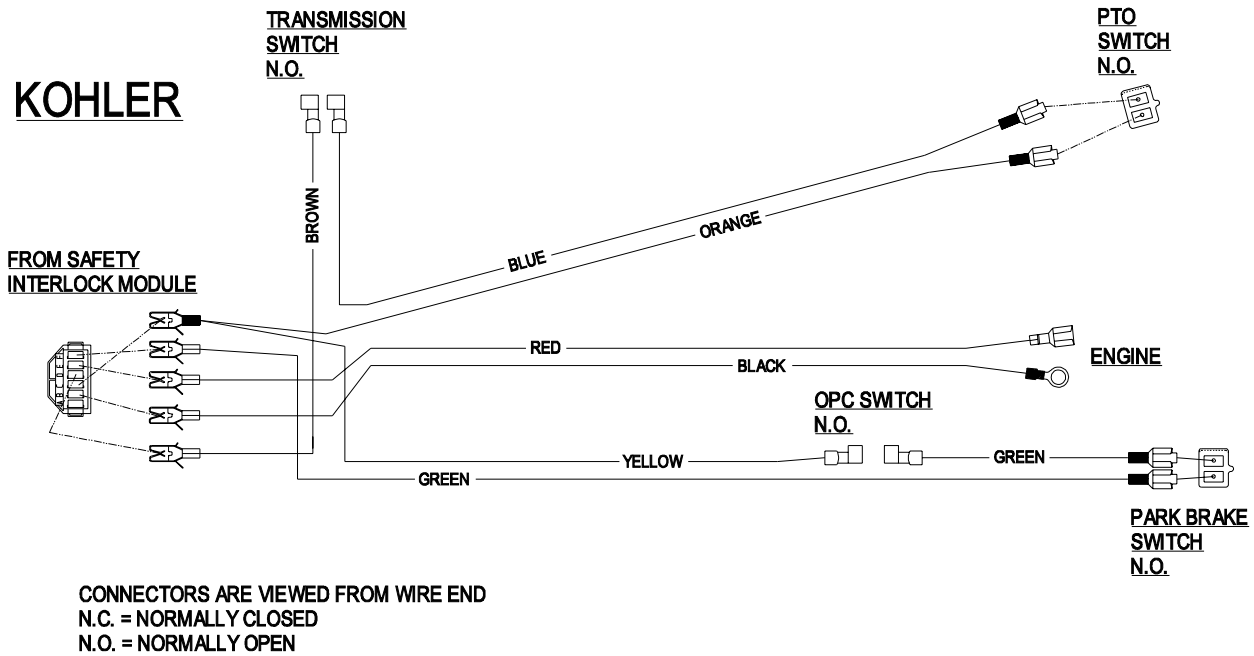 TRANSMISSION
SWITCH
N.O.
PTO
SWITCH
N.O.
KOHLER
BROWN
BLUE
ORANGE
FROM SAFETY
INTERLOCK MODULE
RED
BLACK
ENGINE
OPC SWITCH
N.O.
YELLOW
GREEN
GREEN
PARK BRAKE
SWITCH
N.O.
CONNECTORS ARE VIEWED FROM WIRE END
N.C. = NORMALLY CLOSED
N.O. = NORMALLY OPEN